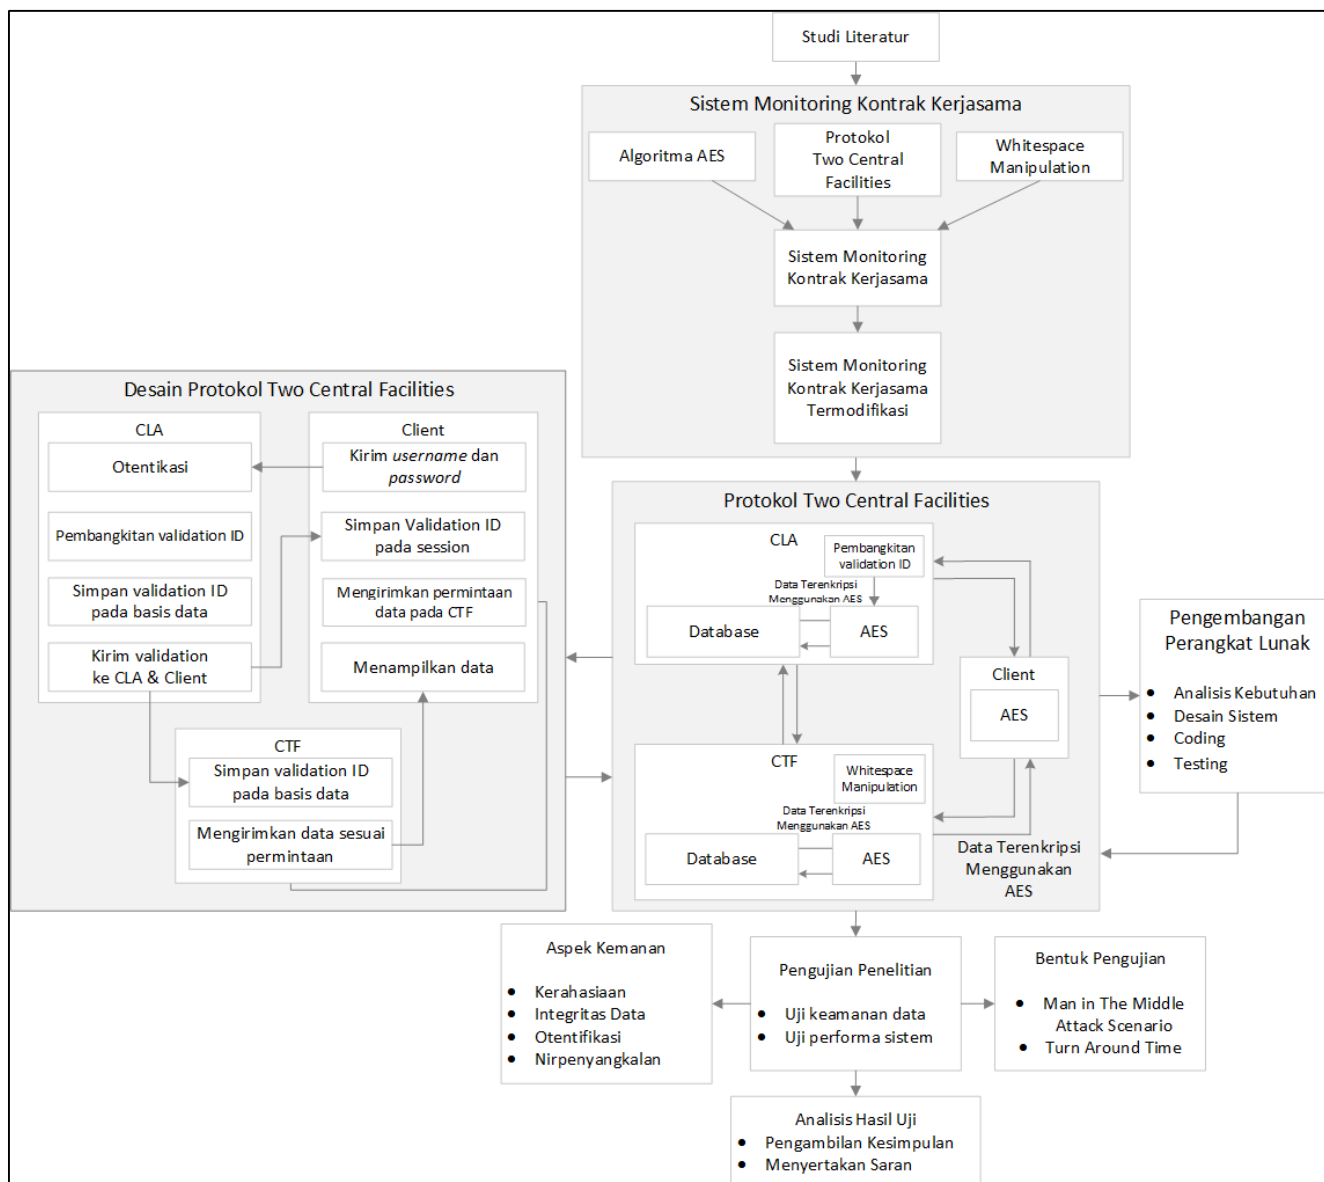 Studi Literatur
Sistem Monitoring Kontrak Kerjasama
Algoritma AES
Protokol
Two Central
Facilities
Whitespace
Manipulation
Sistem Monitoring
Kontrak Kerjasama
Sistem Monitoring
Kontrak Kerjasama
Termodifikasi
Desain Protokol Two Central Facilities
CLA
Otentikasi
Pembangkitan validation ID
Simpan validation ID
pada basis data
Kirim validation
ke CLA & Client
Client
Kirim username dan
password
Simpan Validation ID
pada session
Mengirimkan permintaan
data pada CTF
Menampilkan data
CTF
Simpan validation ID
pada basis data
Mengirimkan data sesuai
permintaan
Protokol Two Central Facilities
CLA
Pembangkitan
validation ID
Data Terenkripsi
Menggunakan AES
Database
AES
Client
AES
CTF
Whitespace
Manipulation
Data Terenkripsi
Menggunakan AES
Database
AES
Data Terenkripsi
Menggunakan
AES
Pengembangan
Perangkat Lunak
● Analisis Kebutuhan
● Desain Sistem
● Coding
● Testing
Aspek Kemanan
● Kerahasiaan
● Integritas Data
● Otentifikasi
● Nirpenyangkalan
Pengujian Penelitian
● Uji keamanan data
● Uji performa sistem
Bentuk Pengujian
● Man in The Middle
Attack Scenario
● Turn Around Time
Analisis Hasil Uji
● Pengambilan Kesimpulan
● Menyertakan Saran